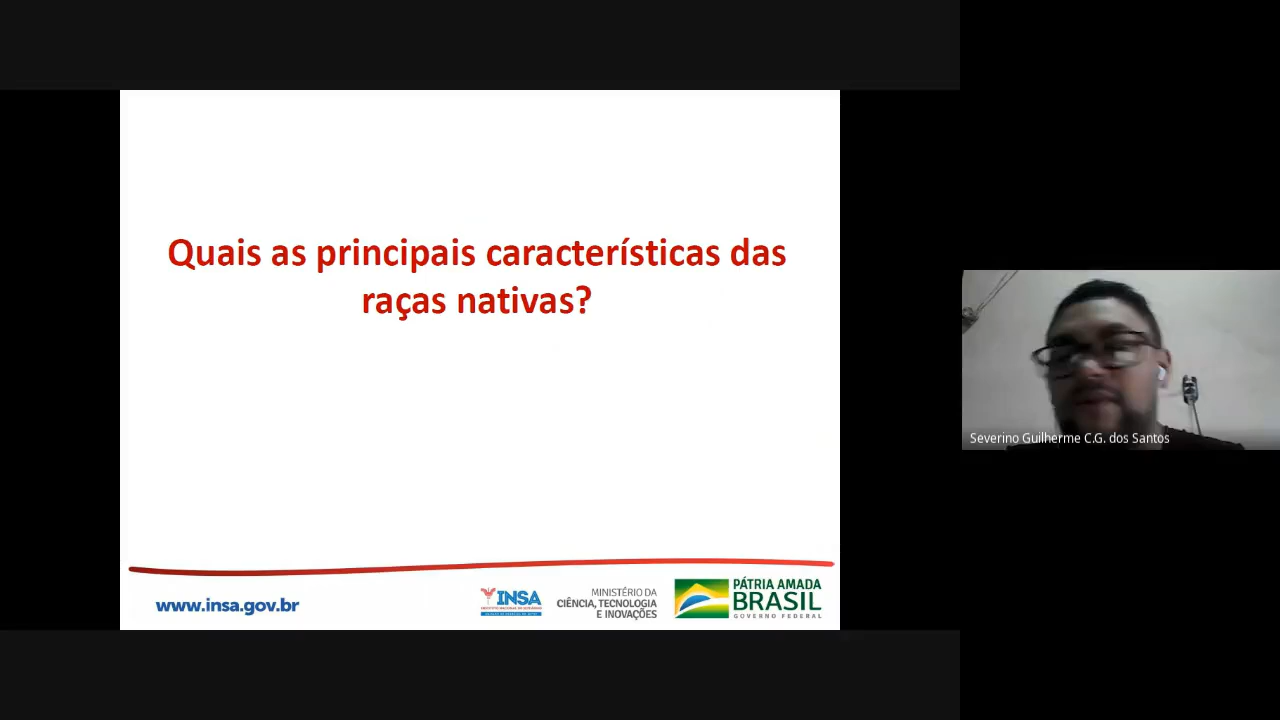 Quais as principais características das
raças nativas?
Severino Guilherme C.G. dos Santos
www.insa.gov.br
INSA
MINISTÉRIO DA
CIÊNCIA, TECNOLOGIA
E INOVAÇÕES
PÁTRIA AMADA
BRASIL
GOVERNO FEDERAL